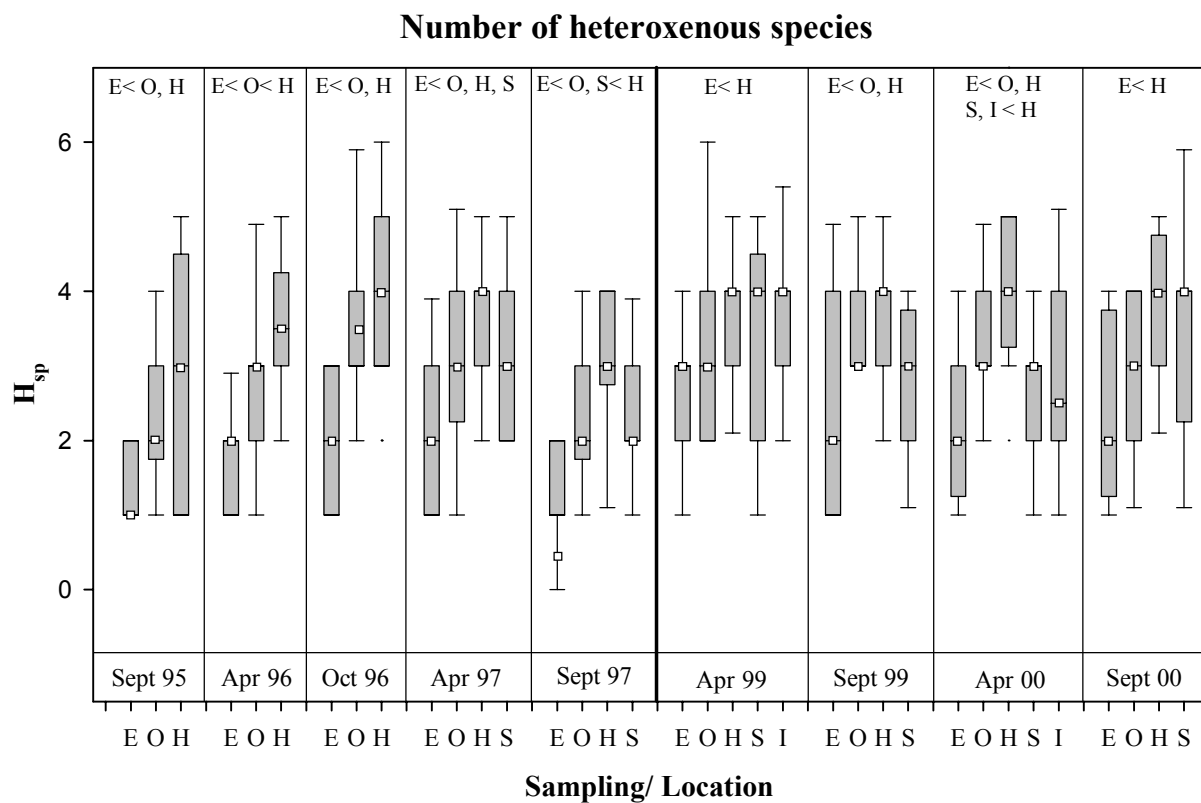 Number of heteroxenous species
E< O, H
E< O< H
E< O, H
E< O, H, S
E< O, S< H
E< H
E< O, H
E< O, H
S, I < H
E< H
6
4
2
0
H_sp
Sept 95
Apr 96
Oct 96
Apr 97
Sept 97
Apr 99
Sept 99
Apr 00
Sept 00
E O H
E O H
E O H
E O H S
E O H S
E O H S I
E O H S
E O H S I
E O H S
Sampling/ Location